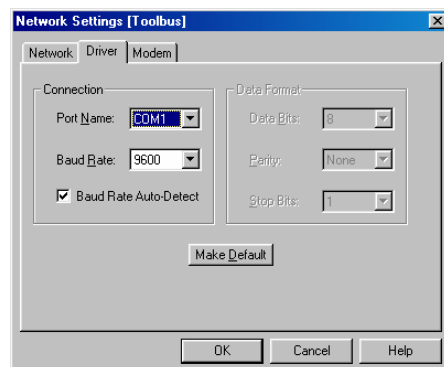 Network Settings [Toolbus]
Network Driver Modem
Connection
Port Name: COM1
Baud Rate: 9600
Baud Rate Auto-Detect
Data Format
Data Bits: 8
Parity: None
Stop Bits: 1
Make Default
OK Cancel Help